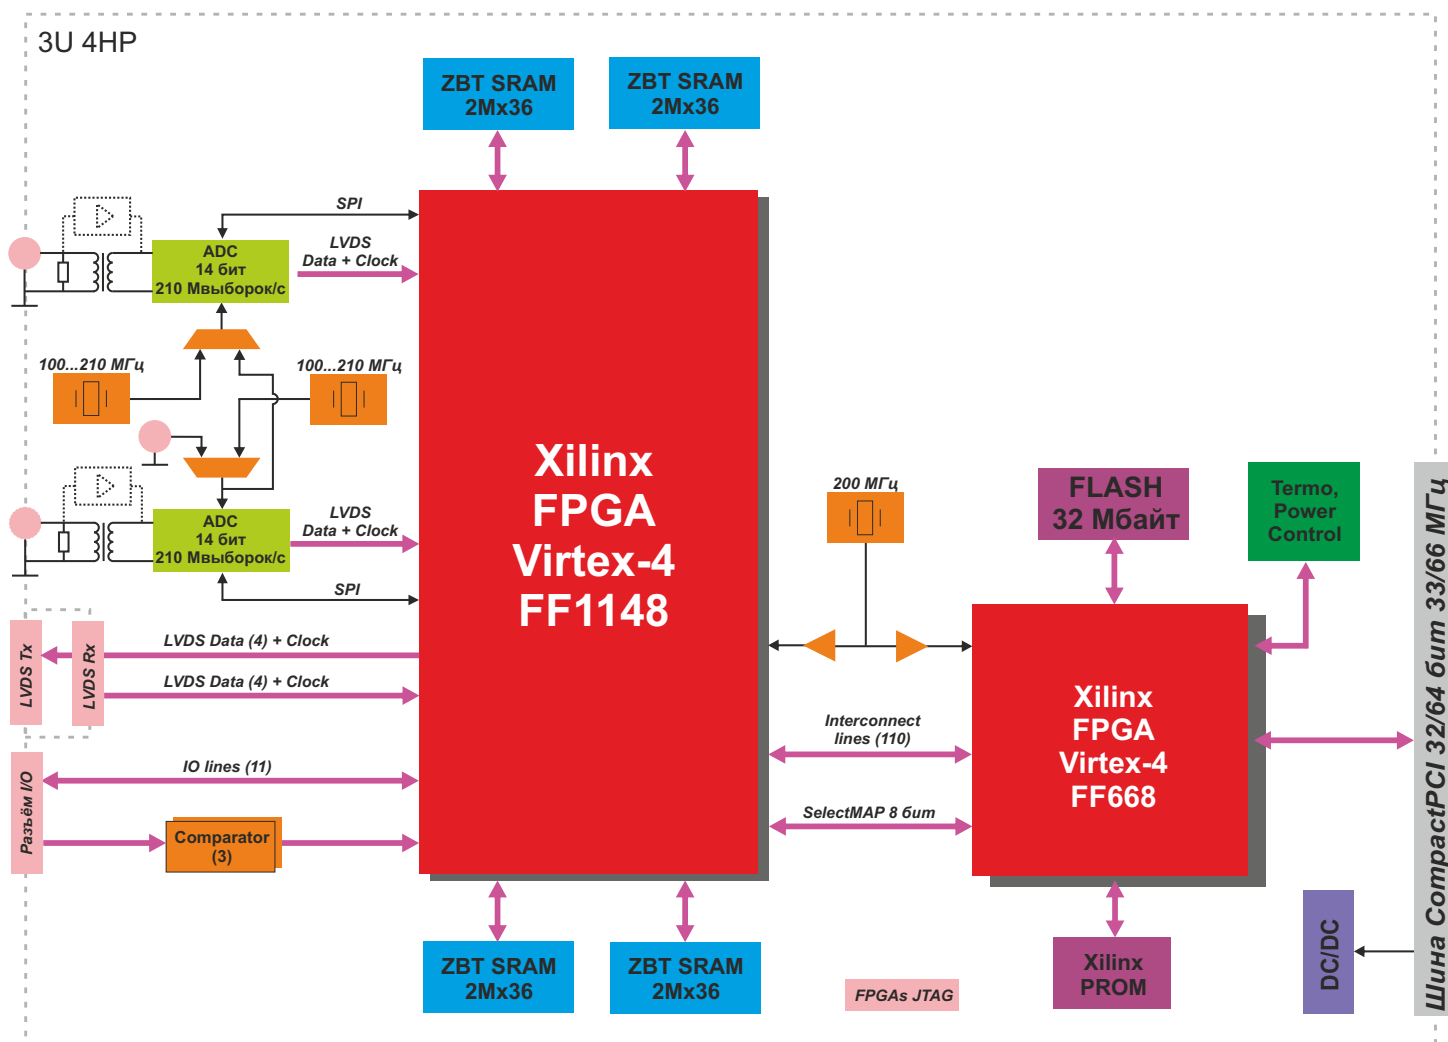 3U 4HP
ZBT SRAM
2Mx36
ZBT SRAM
2Mx36
SPI
ADC
14 бит
210 Мвыборок/с
LVDS
Data + Clock
100...210 МГц
100...210 МГц
ADC
14 бит
210 Мвыборок/с
LVDS
Data + Clock
SPI
Xilinx
FPGA
Virtex-4
FF1148
200 МГц
FLASH
32 Мбайт
Termo,
Power
Control
Шина CompactPCI 32/64 бит 33/66 МГц
LVDS Tx
LVDS Rx
LVDS Data (4) + Clock
LVDS Data (4) + Clock
Разъём I/O
IO lines (11)
Comparator
(3)
Interconnect
lines (110)
SelectMAP 8 бит
Xilinx
FPGA
Virtex-4
FF668
ZBT SRAM
2Mx36
ZBT SRAM
2Mx36
FPGAs JTAG
Xilinx
PROM
DC/DC